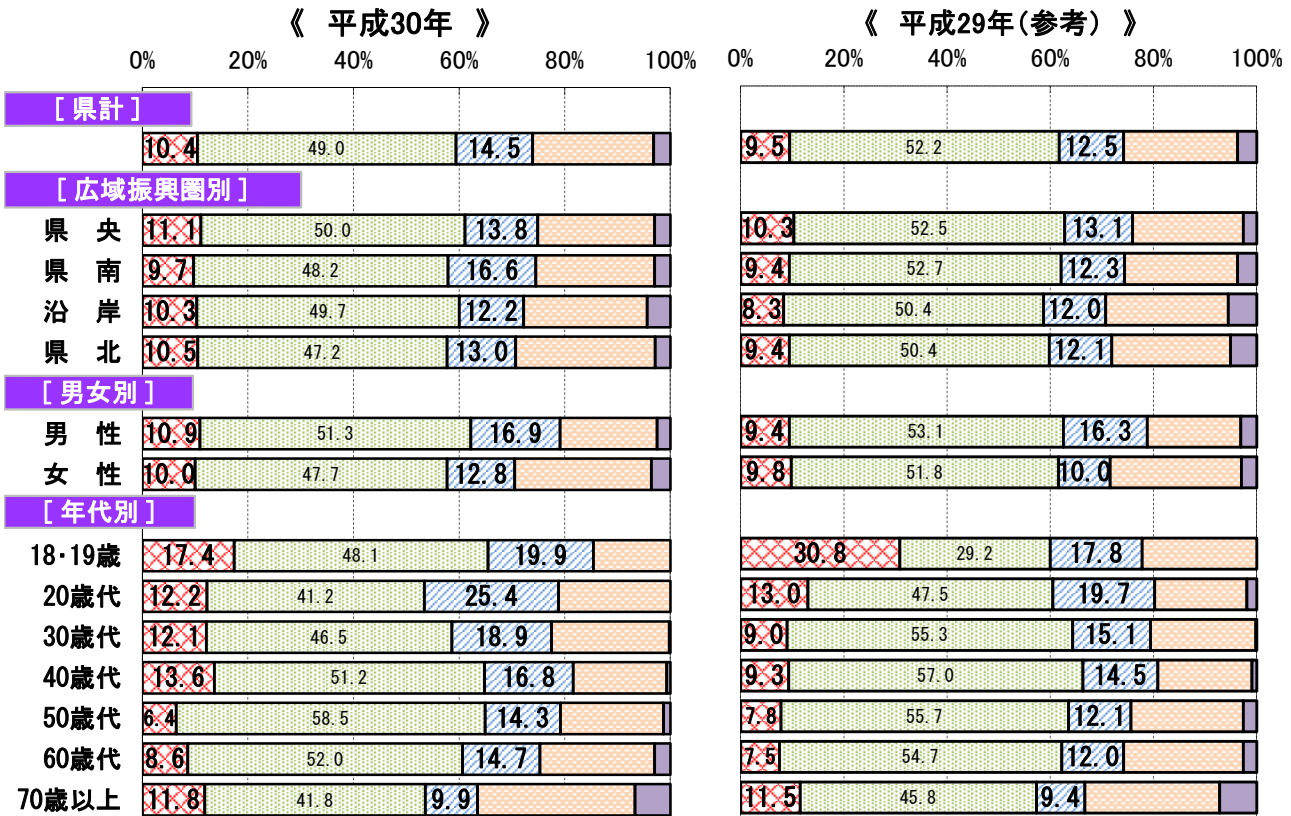 《 平成30年 》
《 平成29年(参考) 》
0% 20% 40% 60% 80% 100%
0% 20% 40% 60% 80% 100%
[ 県計 ]
10.4 49.0 14.5
9.5 52.2 12.5
[ 広域振興圏別 ]
県 央 11.1 50.0 13.8
10.3 52.5 13.1
県 南 9.7 48.2 16.6
9.4 52.7 12.3
沿 岸 10.3 49.7 12.2
8.3 50.4 12.0
県 北 10.5 47.2 13.0
9.4 50.4 12.1
[ 男女別 ]
男 性 10.9 51.3 16.9
9.4 53.1 16.3
女 性 10.0 47.7 12.8
9.8 51.8 10.0
[ 年代別 ]
18・19歳 17.4 48.1 19.9
30.8 29.2 17.8
20歳代 12.2 41.2 25.4
13.0 47.5 19.7
30歳代 12.1 46.5 18.9
9.0 55.3 15.1
40歳代 13.6 51.2 16.8
9.3 57.0 14.5
50歳代 6.4 58.5 14.3
7.8 55.7 12.1
60歳代 8.6 52.0 14.7
7.5 54.7 12.0
70歳以上 11.8 41.8 9.9
11.5 45.8 9.4